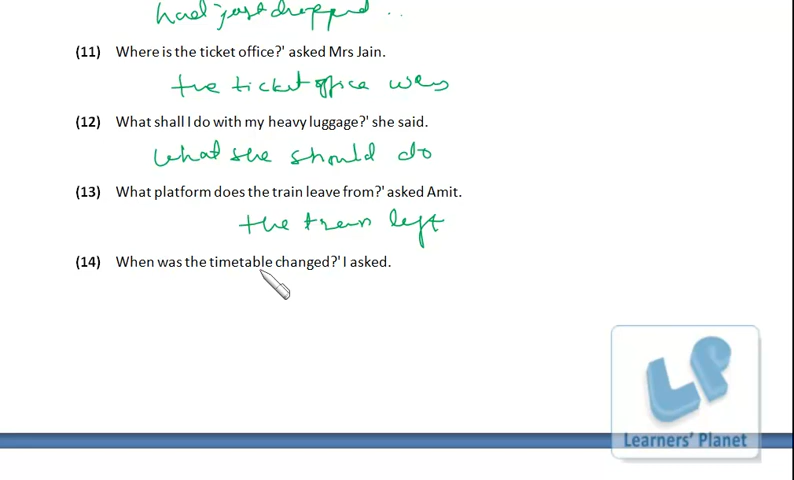 had just dropped ..
(11) Where is the ticket office?' asked Mrs Jain.
the ticket office was
(12) What shall I do with my heavy luggage?' she said.
what she should do
(13) What platform does the train leave from?' asked Amit.
the train left
(14) When was the timetable changed?' I asked.
LP
Learners' Planet